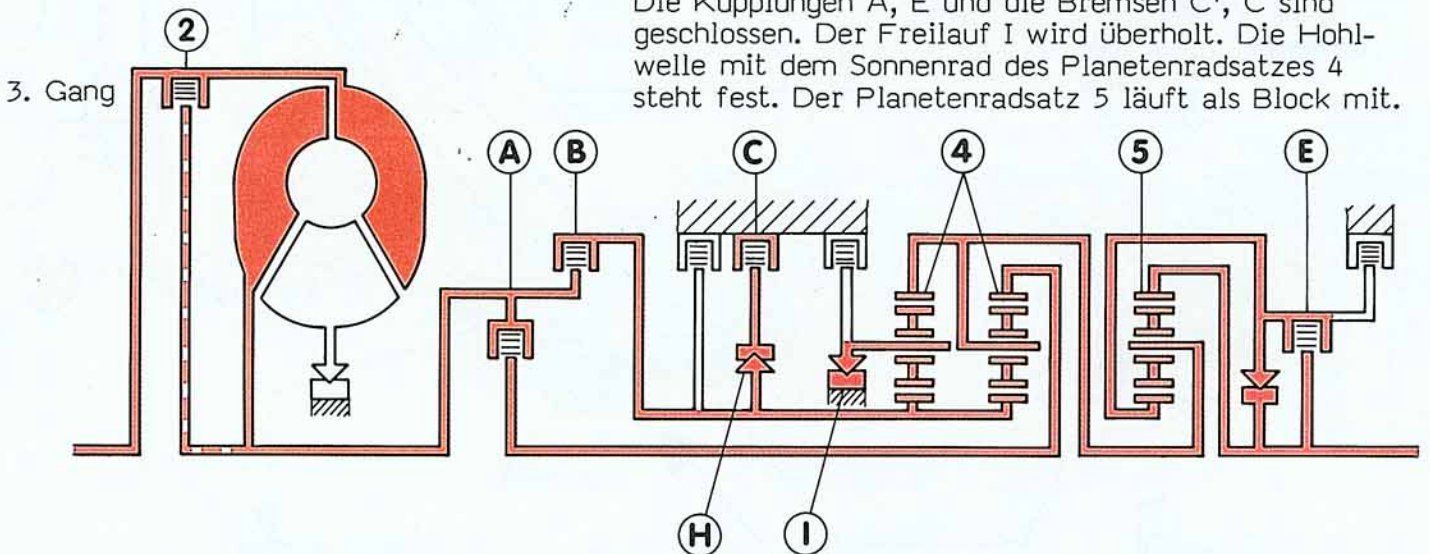 Die Kupplungen A, E und die Bremsen C', C sind
geschlossen. Der Freilauf I wird überholt. Die Hohl-
welle mit dem Sonnenrad des Planetenradsatzes 4
steht fest. Der Planetenradsatz 5 läuft als Block mit.
2
3. Gang
A
B
C
4
5
E
H
I